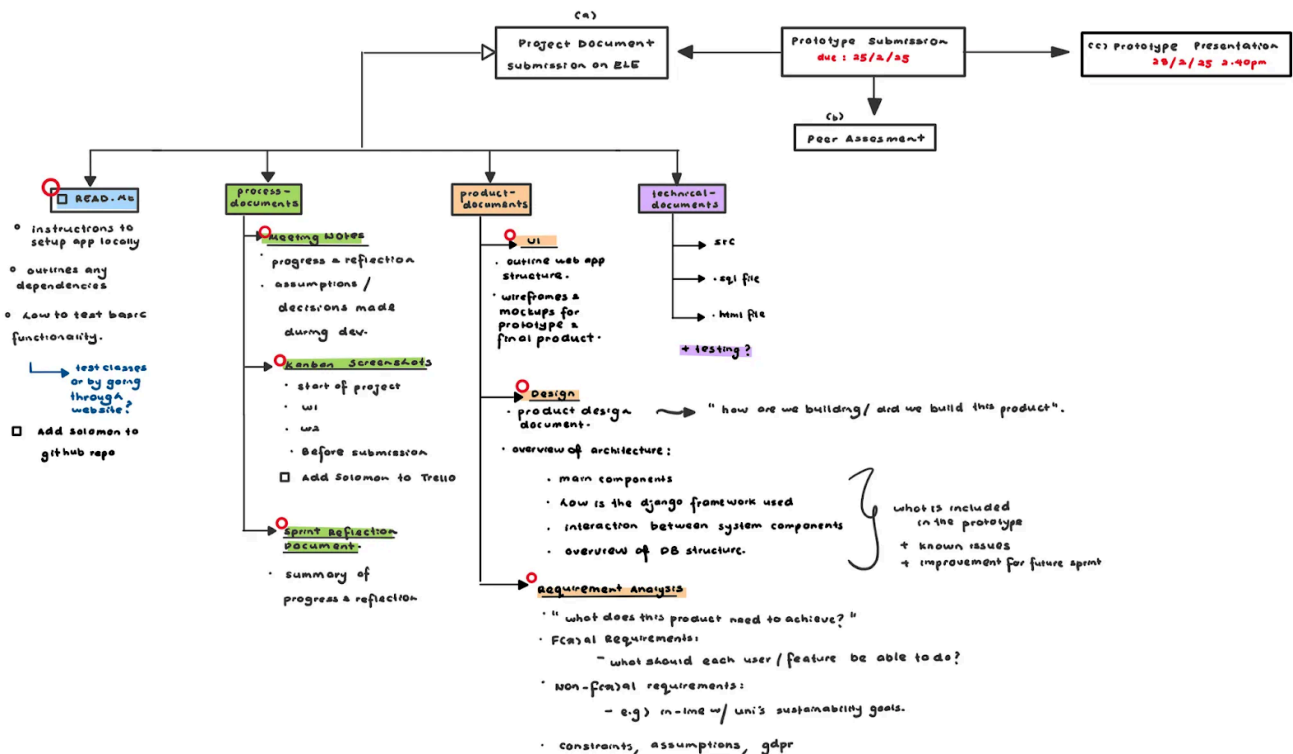 (a)
Project Document
submission on ELE
Prototype Submission
due : 25/2/25
(c) Prototype Presentation
28/2/25 2.40pm
(b)
Peer Assesment
READ.ME
instructions to
setup app locally
outlines any
dependencies
how to test basic
functionality.
test classes
or by going
through
website?
Add Solomon to
github repo
process-
documents
Meeting Notes
progress & reflection
assumptions /
decisions made
during dev.
Kanban Screenshots
start of project
W1
W2
Before submission
Add Solomon to Trello
Sprint Reflection
Document.
summary of
progress & reflection
product-
documents
UI
outline web app
structure.
wireframes &
mockups for
prototype &
final product.
Design
product design
document.
"how are we building/ did we build this product".
overview of architecture:
main components
how is the django framework used
interaction between system components
overview of DB structure.
what is included
in the prototype
+ known issues
+ improvement for future sprint
Requirement Analysis
"what does this product need to achieve?"
F(x)al Requirements:
- what should each user / feature be able to do?
Non-f(x)al requirements:
- e.g) in-line w/ uni's sustainability goals.
constraints, assumptions, gdpr
technical-
documents
src
.sql file
.html file
+ testing?